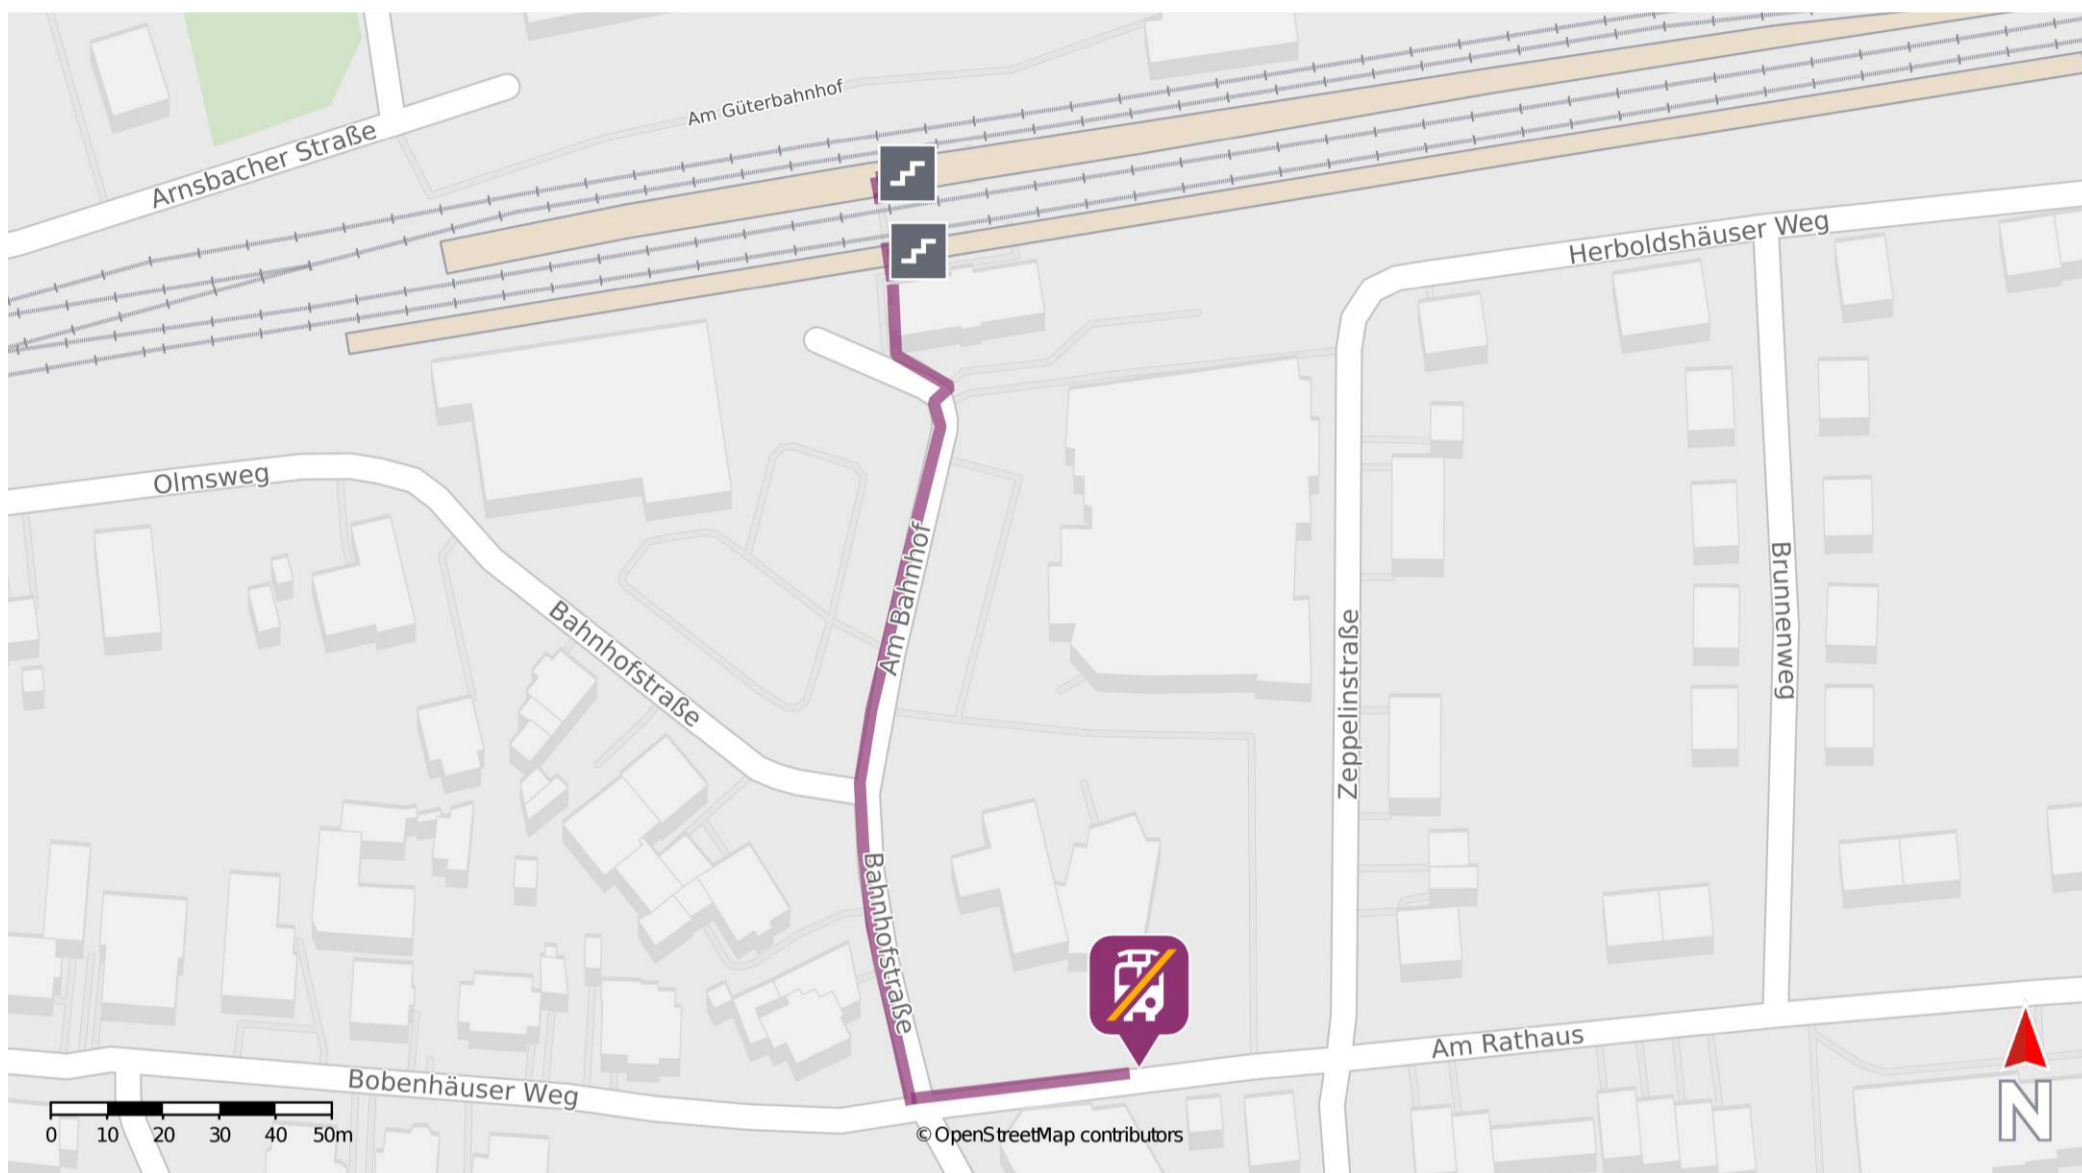 Am Güterbahnhof
Arnsbacher Straße
Herboldshäuser Weg
Olmsweg
Am Bahnhof
Bahnhofstraße
Zeppelinstraße
Brunnenweg
Bahnhofstraße
Am Rathaus
Bobenhäuser Weg
0 10 20 30 40 50m
© OpenStreetMap contributors
N